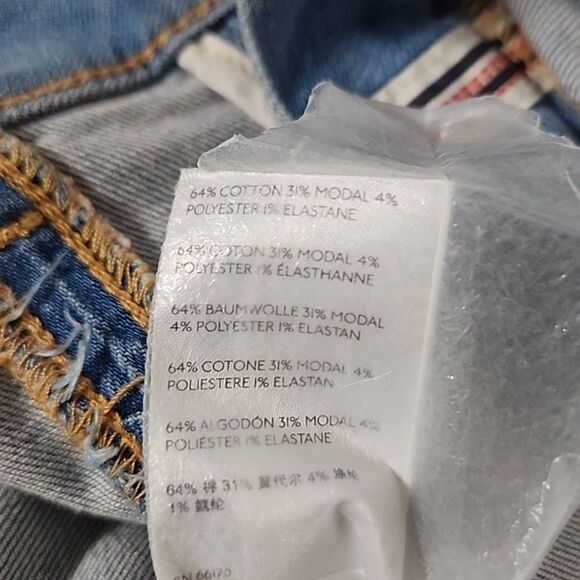 64% COTTON 31% MODAL 4%
POLYESTER 1% ELASTANE
64% COTON 31% MODAL 4%
POLYESTER 1% ÉLASTHANNE
64% BAUMWOLLE 31% MODAL
4% POLYESTER 1% ELASTAN
64% COTONE 31% MODAL 4%
POLIESTERE 1% ELASTAN
64% ALGODÓN 31% MODAL 4%
POLIÉSTER 1% ELASTANE
64% 棉 31% 莫代尔 4% 涤纶
1% 氨纶
RN 66170